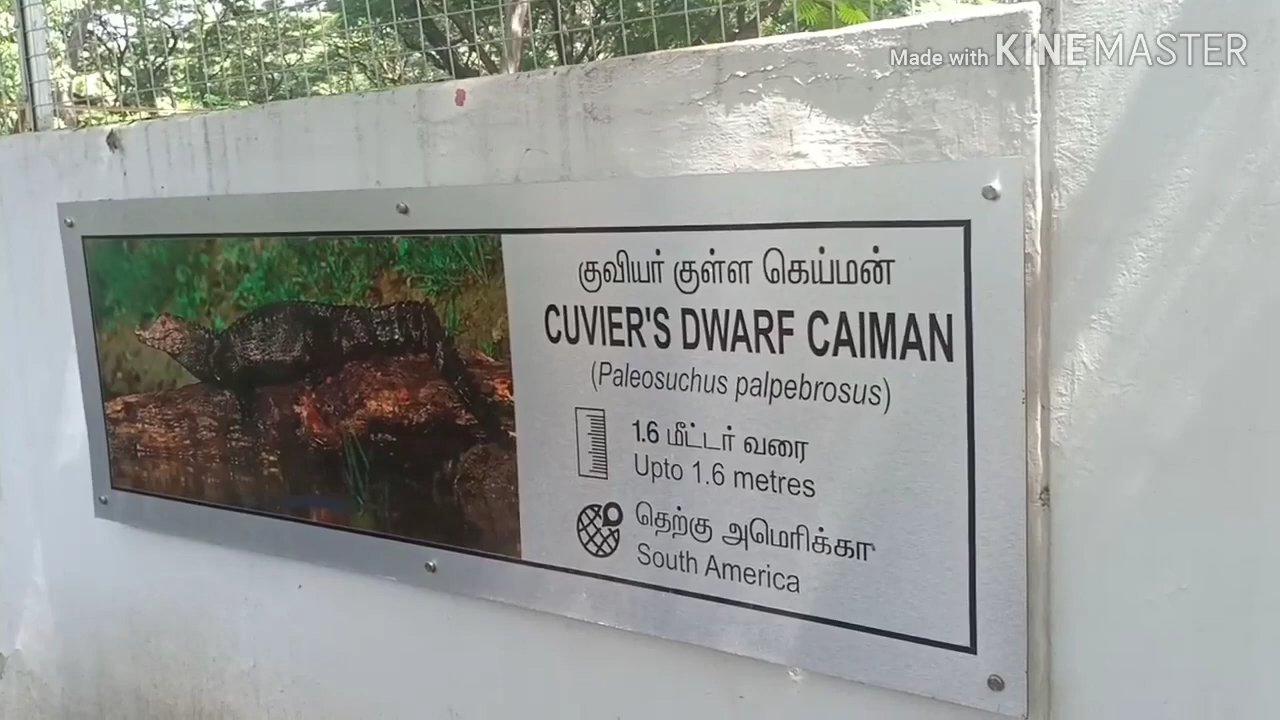 Made with KINEMASTER
குவியர் குள்ள கெய்மன்
CUVIER'S DWARF CAIMAN
(Paleosuchus palpebrosus)
1.6 மீட்டர் வரை
Upto 1.6 metres
தெற்கு அமெரிக்கா
South America